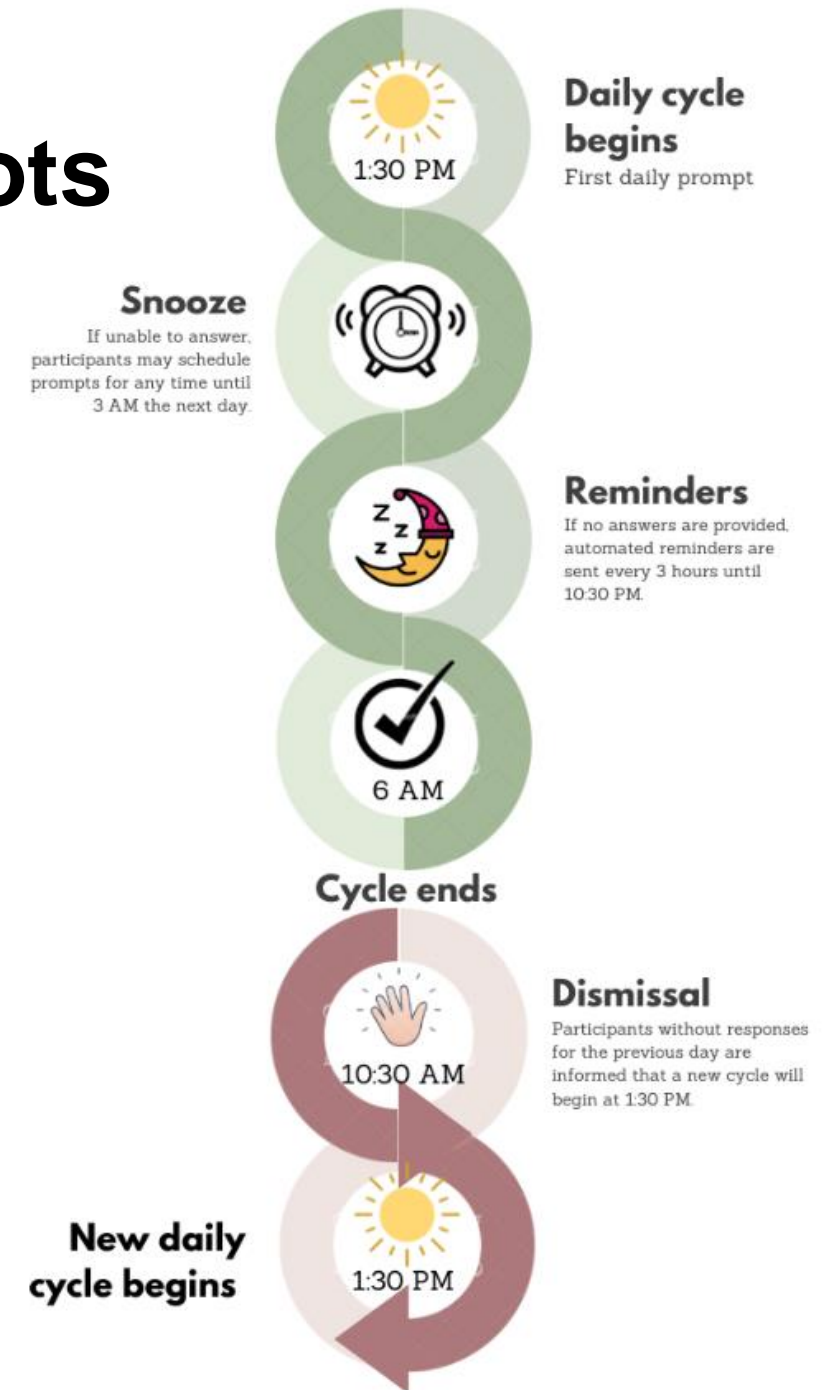 pts
Daily cycle
begins
First daily prompt
1:30 PM
Snooze
If unable to answer,
participants may schedule
prompts for any time until
3 AM the next day.
Reminders
If no answers are provided,
automated reminders are
sent every 3 hours until
10:30 PM.
Z
Z
z
6 AM
Cycle ends
10:30 AM
Dismissal
Participants without responses
for the previous day are
informed that a new cycle will
begin at 1:30 PM.
New daily
cycle begins
1:30 PM